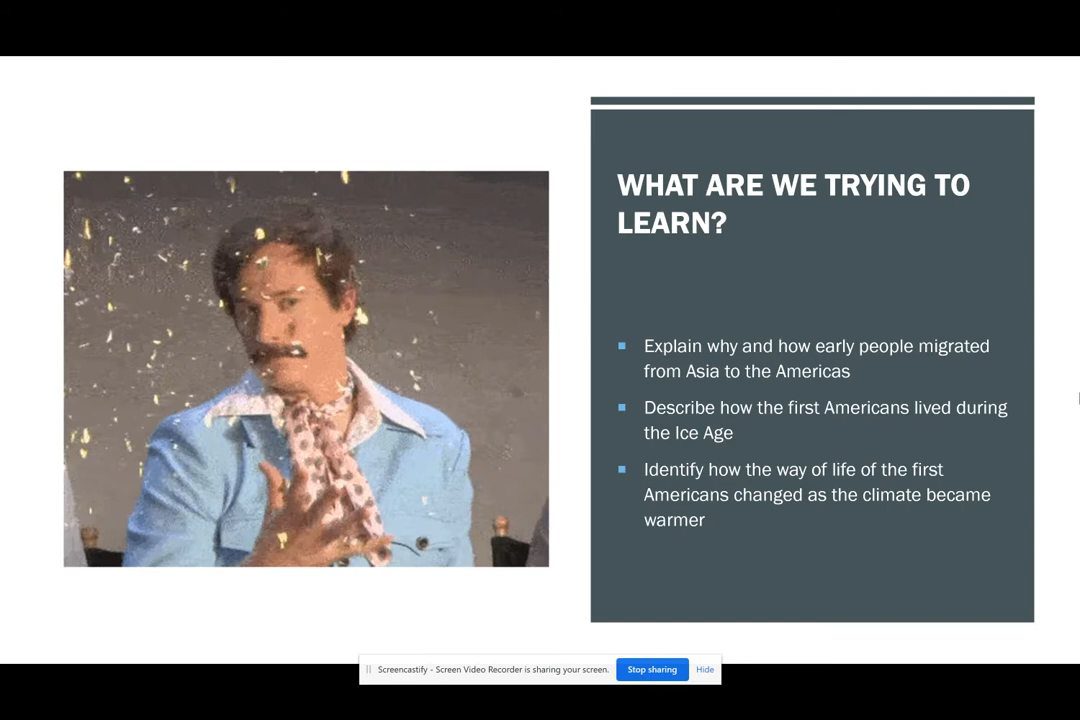 WHAT ARE WE TRYING TO
LEARN?
Explain why and how early people migrated
from Asia to the Americas
Describe how the first Americans lived during
the Ice Age
Identify how the way of life of the first
Americans changed as the climate became
warmer
Screencastify - Screen Video Recorder is sharing your screen. Stop sharing Hide